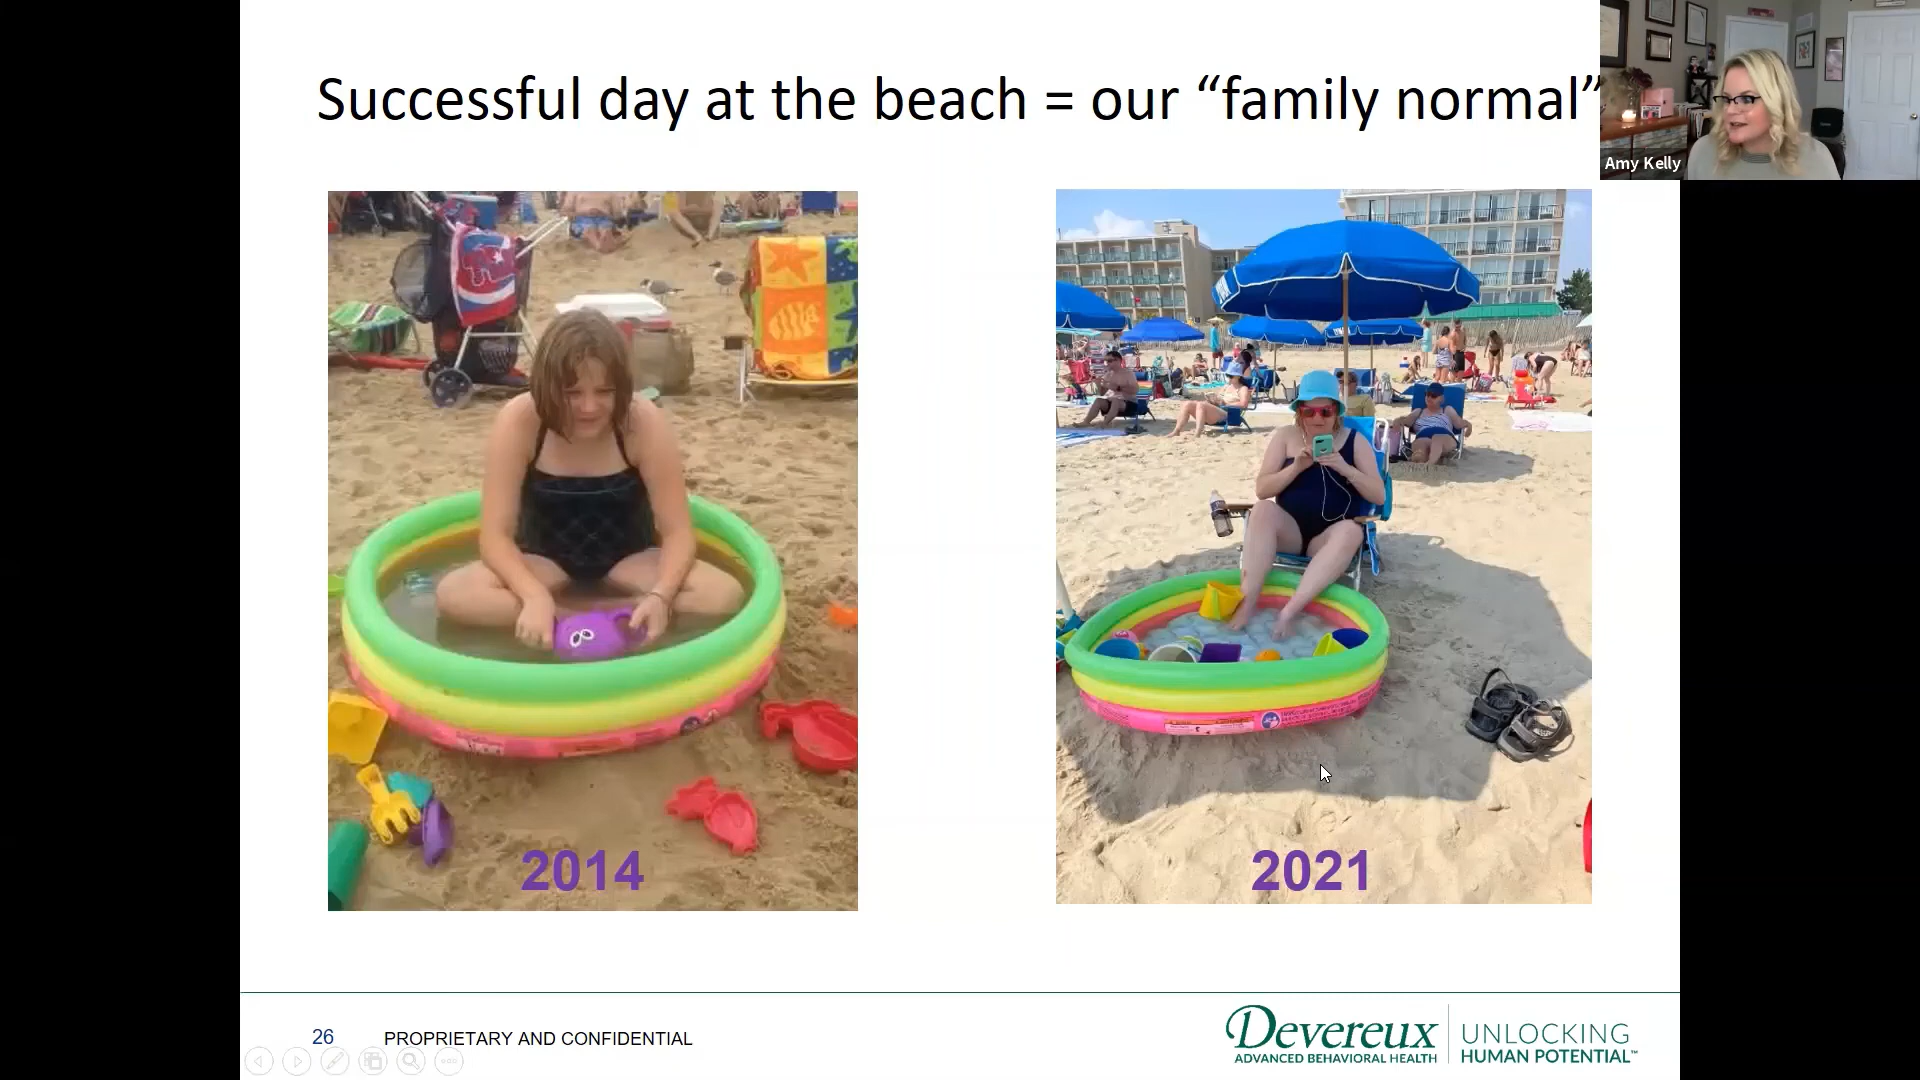 Successful day at the beach = our “family normal”
Amy Kelly
2014
2021
26
PROPRIETARY AND CONFIDENTIAL
Devereux
ADVANCED BEHAVIORAL HEALTH
UNLOCKING
HUMAN POTENTIAL™